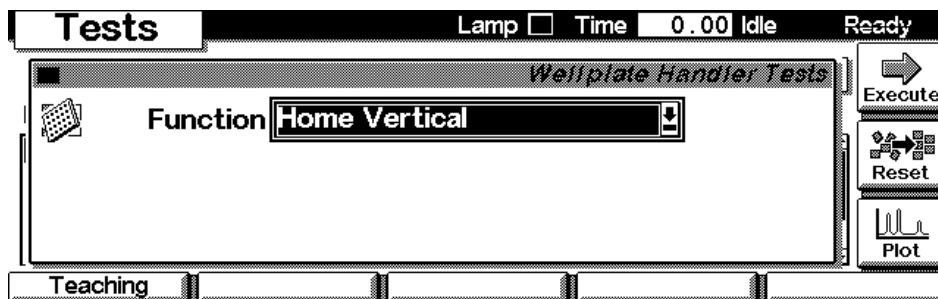 Tests Lamp Time 0.00 Idle Ready
Wellplate Handler Tests
Execute
Function Home Vertical
Reset
Plot
Teaching